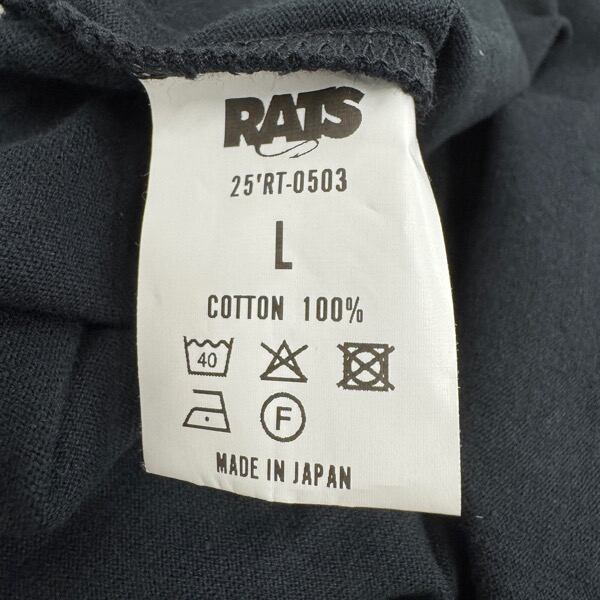 RATS
25'RT-0503
L
COTTON 100%
40
F
MADE IN JAPAN